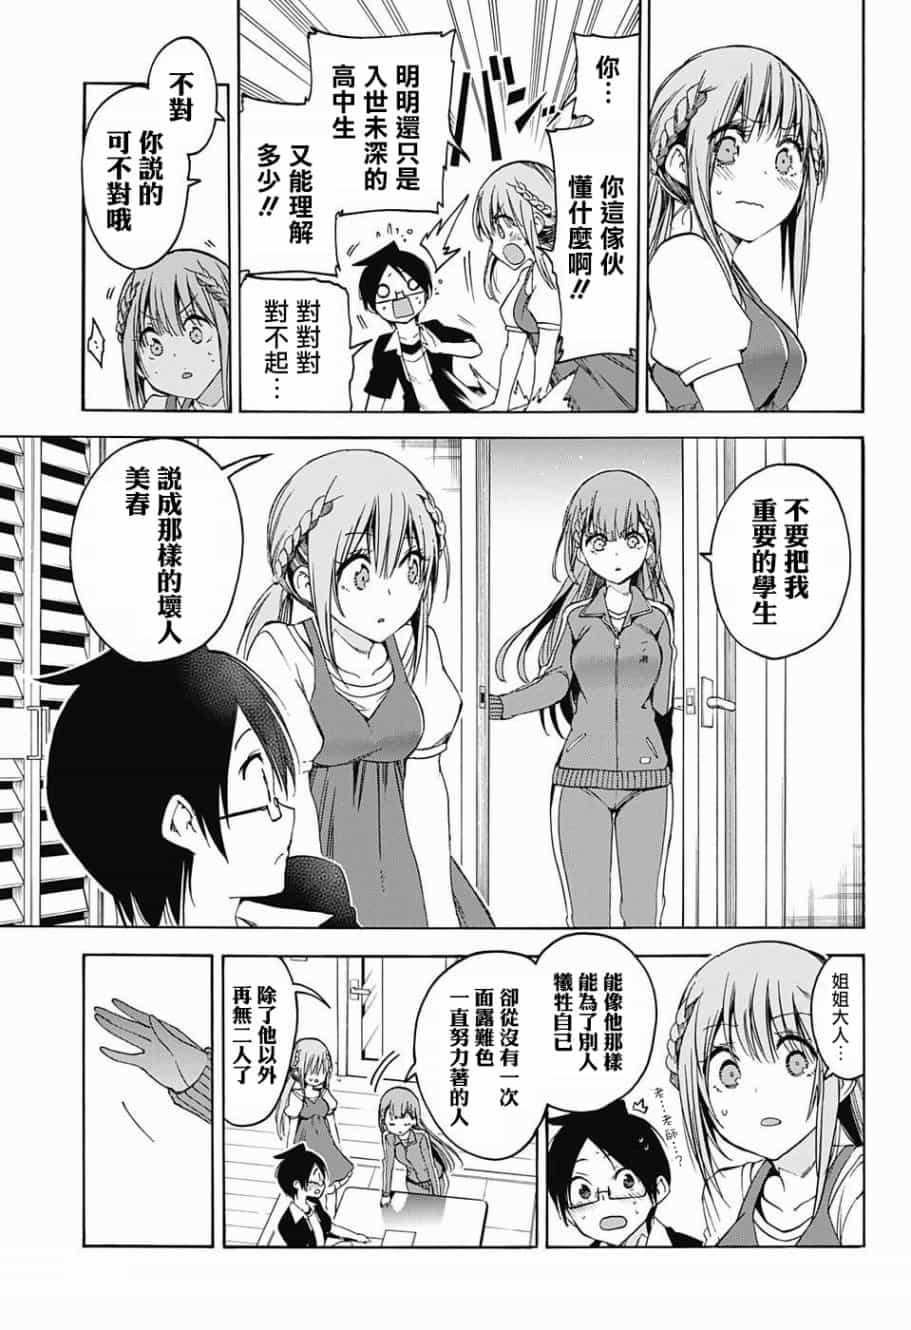 你…
你這傢伙
懂什麼啊!!
明明還只是
入世未深的
高中生
又能理解
多少!!
對對對
對不起…
不對
你說的
可不對哦
不要把我
重要的學生
說成那樣的壞人
美春
姐姐大人…
老…老師…?
能像他那樣
能為了別人
犧牲自己
卻從沒有一次
面露難色
一直努力著的人
除了他以外
再無二人了